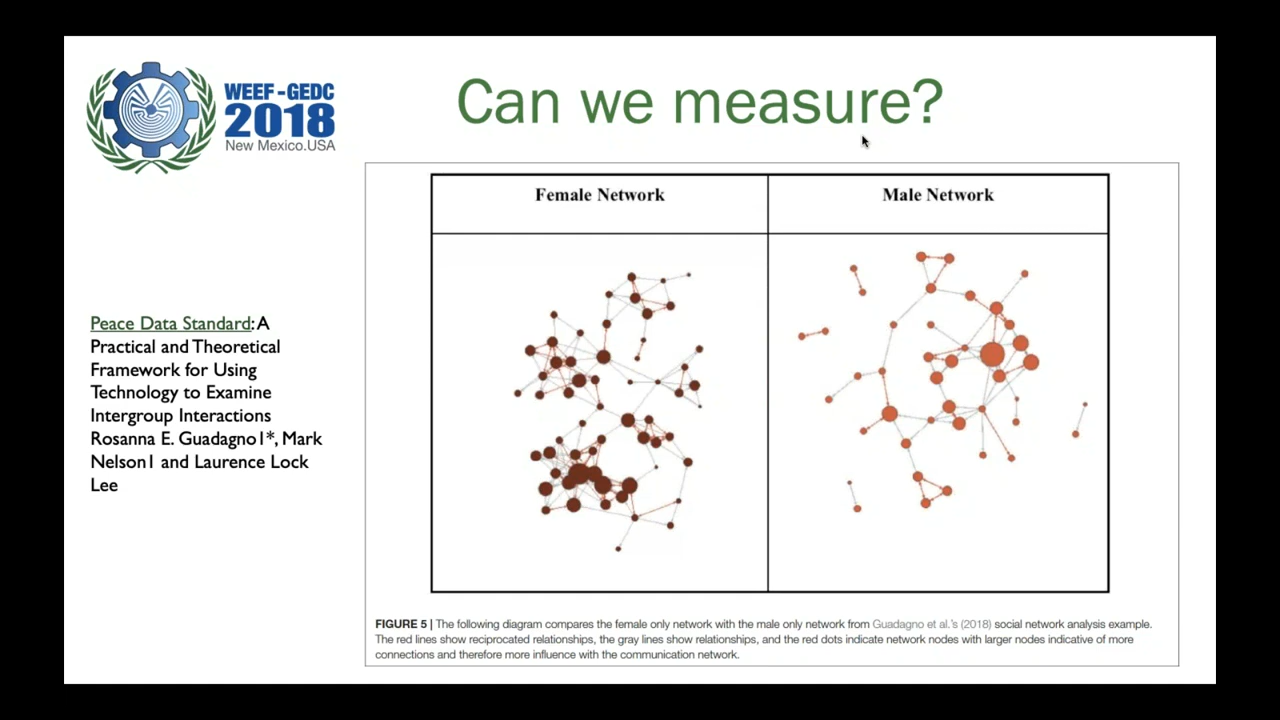 WEEF-GEDC
2018
New Mexico.USA
Can we measure?
Female Network
Male Network
Peace Data Standard: A
Practical and Theoretical
Framework for Using
Technology to Examine
Intergroup Interactions
Rosanna E. Guadagno1*, Mark
Nelson1 and Laurence Lock
Lee
FIGURE 5 | The following diagram compares the female only network with the male only network from Guadagno et al.'s (2018) social network analysis example.
The red lines show reciprocated relationships, the gray lines show relationships, and the red dots indicate network nodes with larger nodes indicative of more
connections and therefore more influence with the communication network.